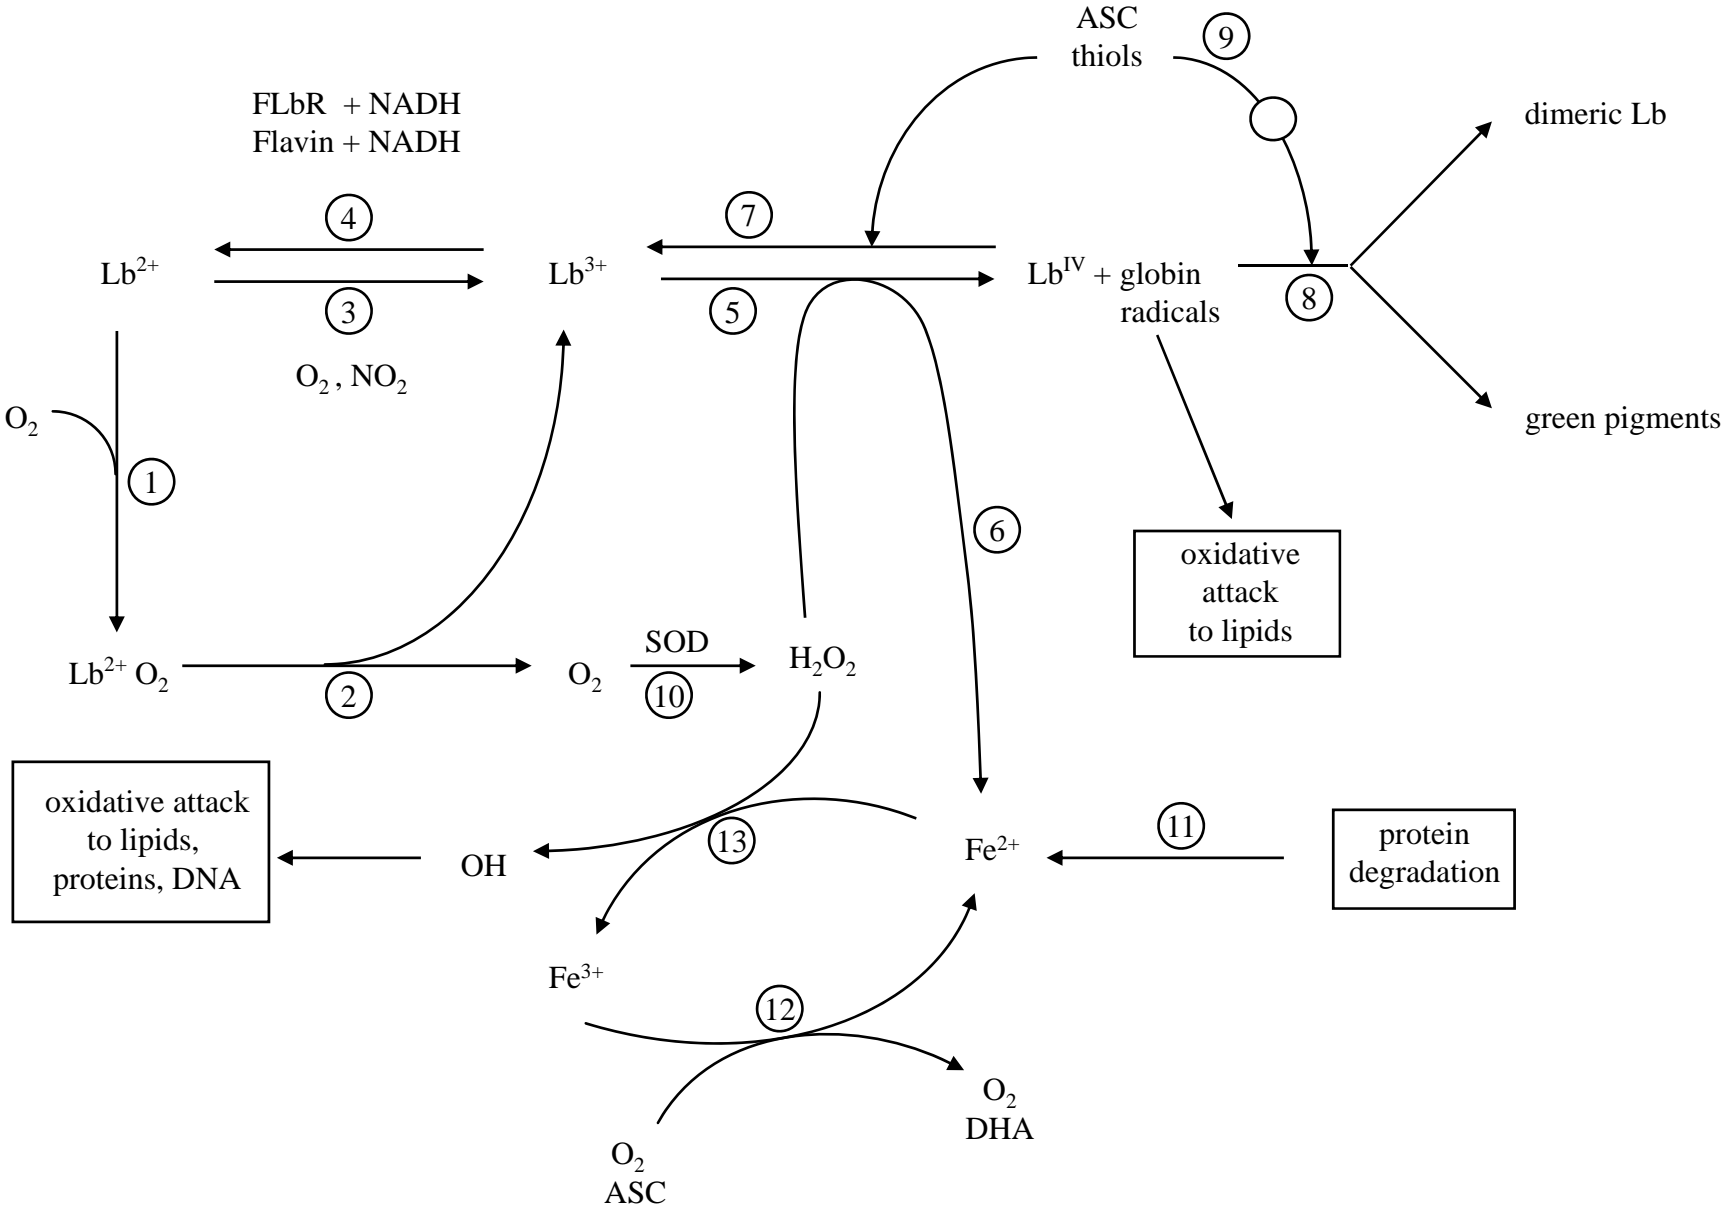 ASC
thiols
9
FLbR + NADH
Flavin + NADH
dimeric Lb
4
7
Lb²⁺
Lb³⁺
Lbᴵⱽ + globin
radicals
3
5
8
O₂ , NO₂
O₂
green pigments
1
6
oxidative
attack
to lipids
Lb²⁺ O₂
2
O₂
SOD
10
H₂O₂
oxidative attack
to lipids,
proteins, DNA
OH
13
Fe²⁺
11
protein
degradation
Fe³⁺
12
O₂
DHA
O₂
ASC